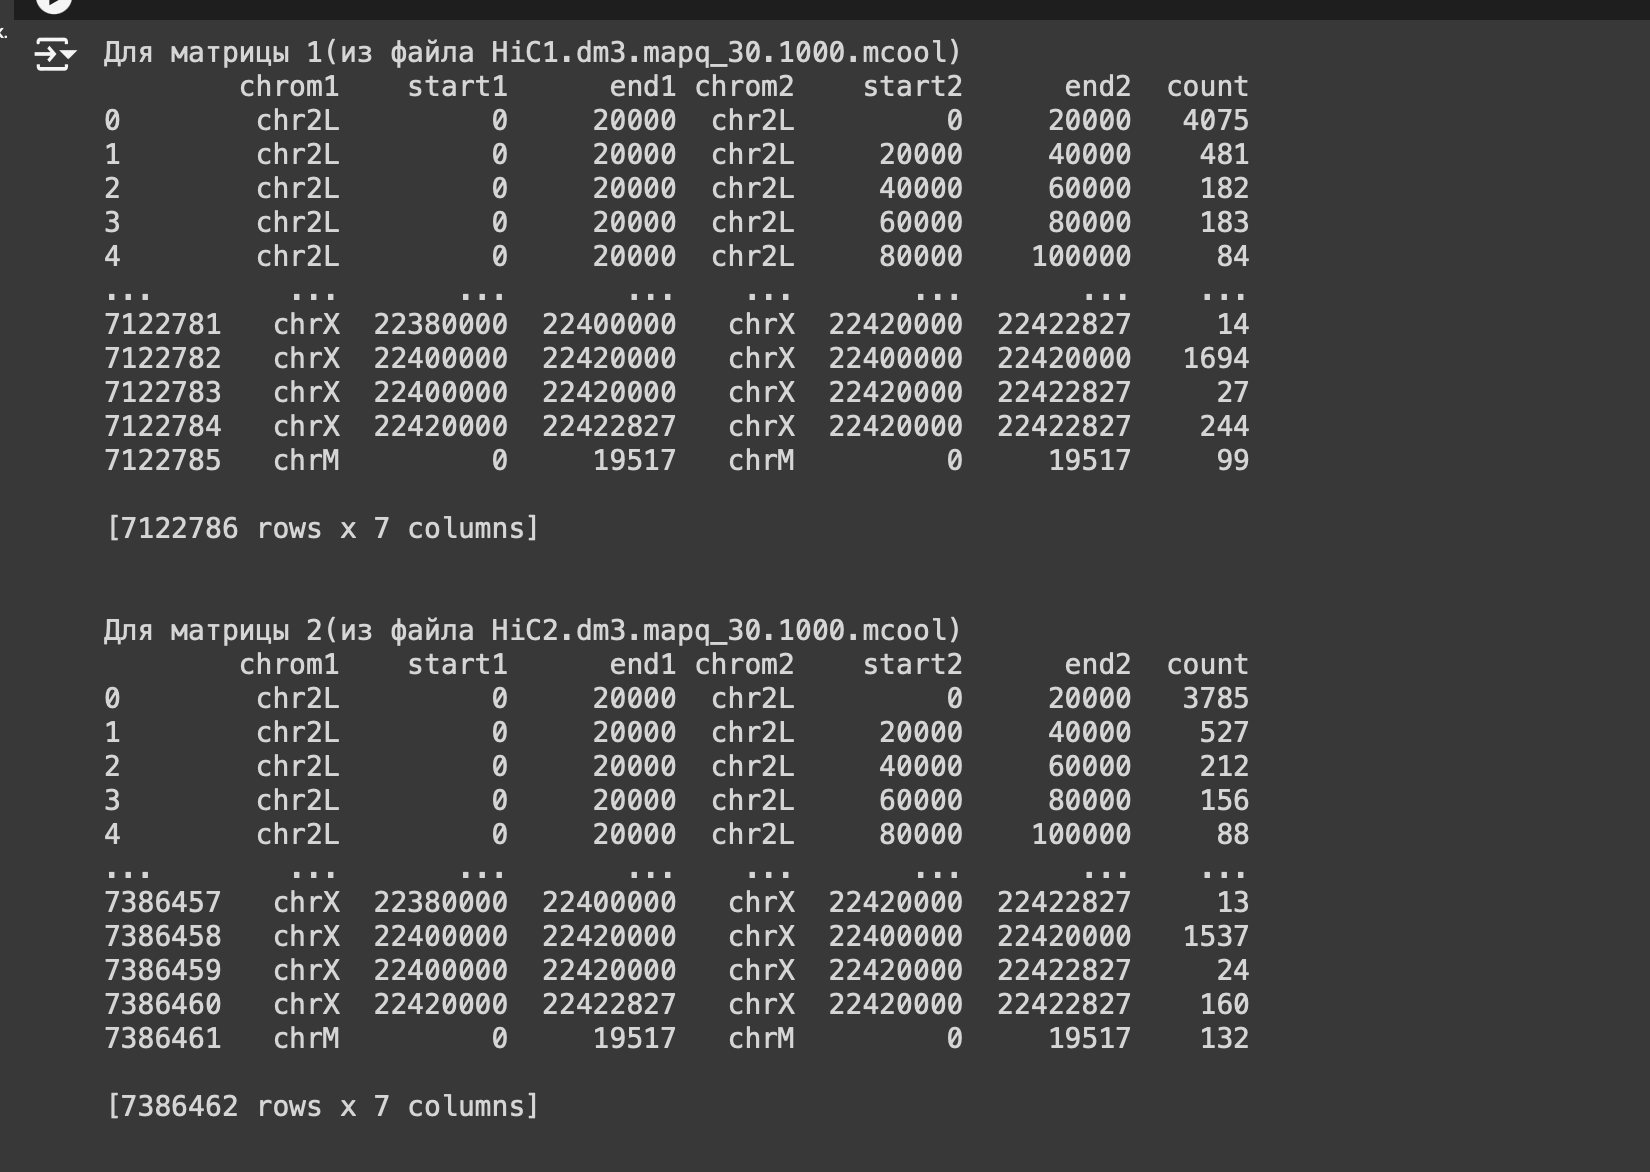 Для матрицы 1(из файла HiC1.dm3.mapq_30.1000.mcool)
chrom1 start1 end1 chrom2 start2 end2 count
0 chr2L 0 20000 chr2L 0 20000 4075
1 chr2L 0 20000 chr2L 20000 40000 481
2 chr2L 0 20000 chr2L 40000 60000 182
3 chr2L 0 20000 chr2L 60000 80000 183
4 chr2L 0 20000 chr2L 80000 100000 84
... ... ... ... ... ... ... ...
7122781 chrX 22380000 22400000 chrX 22420000 22422827 14
7122782 chrX 22400000 22420000 chrX 22400000 22420000 1694
7122783 chrX 22400000 22420000 chrX 22420000 22422827 27
7122784 chrX 22420000 22422827 chrX 22420000 22422827 244
7122785 chrM 0 19517 chrM 0 19517 99
[7122786 rows x 7 columns]
Для матрицы 2(из файла HiC2.dm3.mapq_30.1000.mcool)
chrom1 start1 end1 chrom2 start2 end2 count
0 chr2L 0 20000 chr2L 0 20000 3785
1 chr2L 0 20000 chr2L 20000 40000 527
2 chr2L 0 20000 chr2L 40000 60000 212
3 chr2L 0 20000 chr2L 60000 80000 156
4 chr2L 0 20000 chr2L 80000 100000 88
... ... ... ... ... ... ... ...
7386457 chrX 22380000 22400000 chrX 22420000 22422827 13
7386458 chrX 22400000 22420000 chrX 22400000 22420000 1537
7386459 chrX 22400000 22420000 chrX 22420000 22422827 24
7386460 chrX 22420000 22422827 chrX 22420000 22422827 160
7386461 chrM 0 19517 chrM 0 19517 132
[7386462 rows x 7 columns]